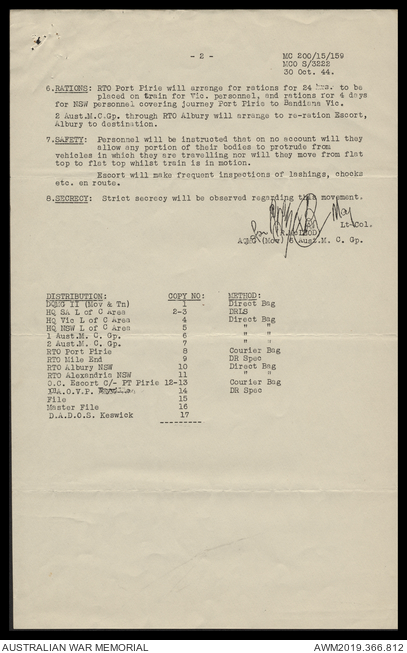 - 2 -
MC 200/15/159
MCO S/3222
30 Oct. 44.
6. RATIONS: RTO Port Pirie will arrange for rations for 24 hrs. to be
placed on train for Vic. personnel, and rations for 4 days
for NSW personnel covering journey Port Pirie to Bandiana Vic.
2 Aust.M.C.Gp. through RTO Albury will arrange to re-ration Escort,
Albury to destination.
7. SAFETY: Personnel will be instructed that on no account will they
allow any portion of their bodies to protrude from
vehicles in which they are travelling nor will they move from flat
top to flat top whilst train is in motion.
Escort will make frequent inspections of lashings, chocks
etc. en route.
8. SECRECY: Strict secrecy will be observed regarding this movement.
Lt-Col.
(Mov) 6 Aust.M. C. Gp.
DISTRIBUTION: COPY NO: METHOD:
DQMG II (Mov & Tn) 1 Direct Bag
HQ SA L of C Area 2-3 DRLS
HQ Vic L of C Area 4 Direct Bag
HQ NSW L of C Area 5 " "
1 Aust.M. C. Gp. 6 " "
2 Aust.M. C. Gp. 7 " "
RTO Port Pirie 8 Courier Bag
RTO Mile End 9 DR Spec
RTO Albury NSW 10 Direct Bag
RTO Alexandria NSW 11 " "
O.C. Escort C/- PT Pirie 12-13 Courier Bag
D.A.O.V.P. 14 DR Spec
File 15
Master File 16
D.A.D.O.S. Keswick 17
AUSTRALIAN WAR MEMORIAL
AWM2019.366.812